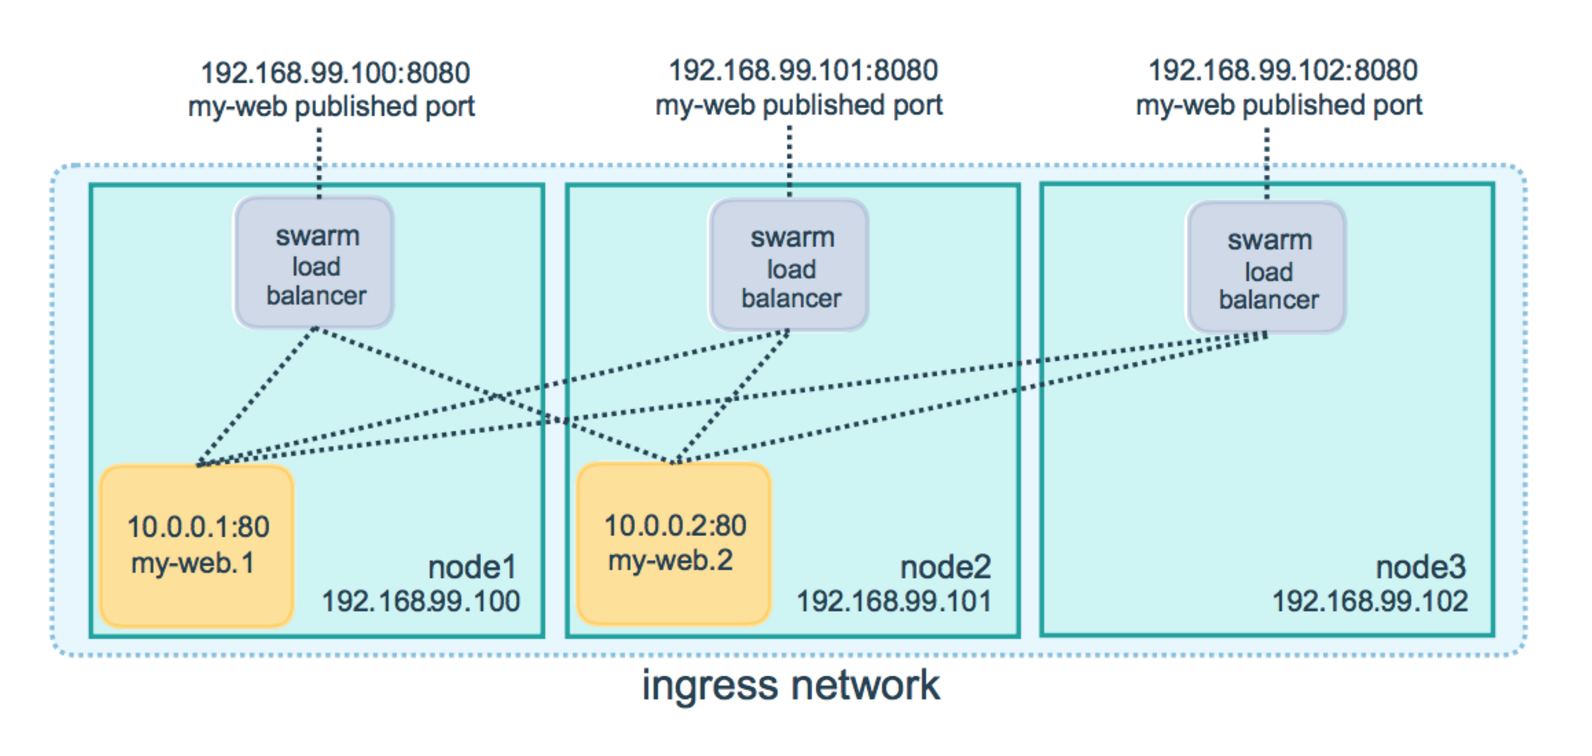 192.168.99.100:8080
my-web published port
192.168.99.101:8080
my-web published port
192.168.99.102:8080
my-web published port
swarm
load
balancer
swarm
load
balancer
swarm
load
balancer
10.0.0.1:80
my-web.1
node1
192.168.99.100
10.0.0.2:80
my-web.2
node2
192.168.99.101
node3
192.168.99.102
ingress network